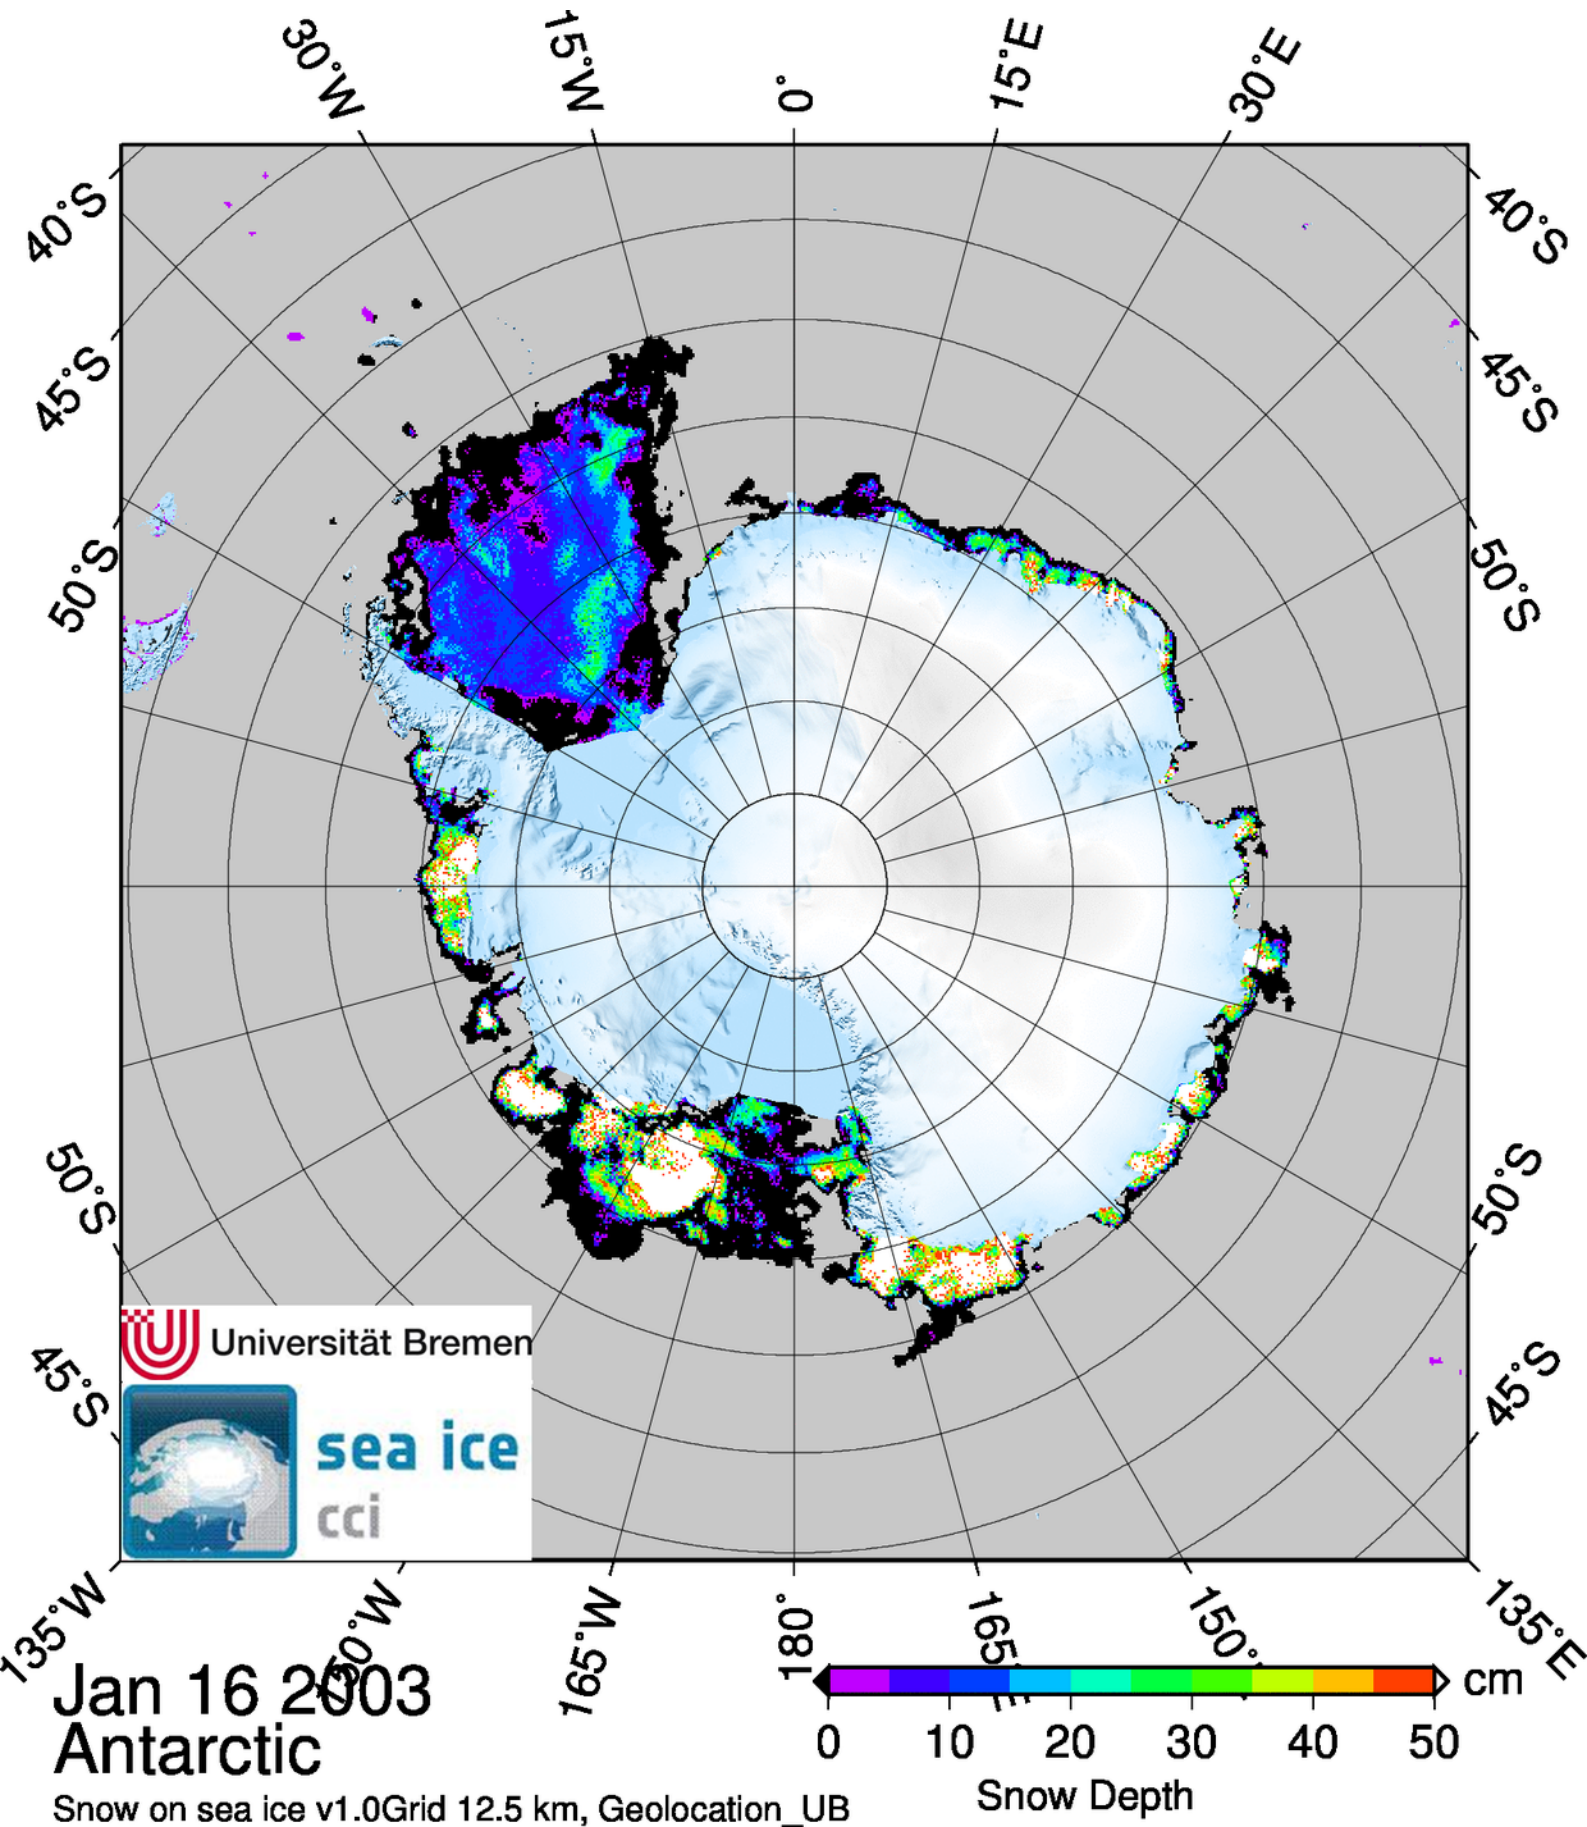 30°W 15°W 0° 15°E 30°E
40°S 40°S
45°S 45°S
50°S 50°S
50°S 50°S
45°S 45°S
Universität Bremen
sea ice
cci
135°W 150°W 165°W 180° 165°E 150° 135°E
Jan 16 2003
Antarctic
Snow on sea ice v1.0Grid 12.5 km, Geolocation_UB
cm
0 10 20 30 40 50
Snow Depth